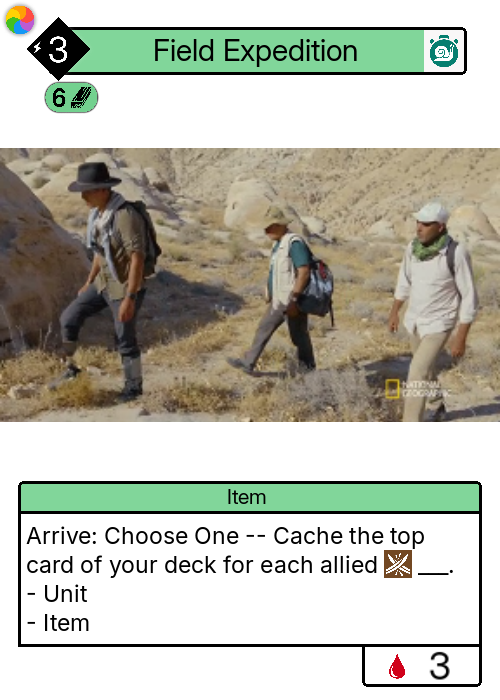 3
Field Expedition
6
NATIONAL
GEOGRAPHIC
Item
Arrive: Choose One -- Cache the top
card of your deck for each allied ___.
- Unit
- Item
3